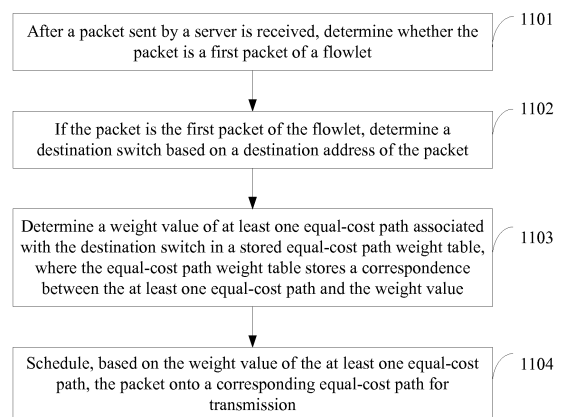 After a packet sent by a server is received, determine whether the
packet is a first packet of a flowlet
1101
If the packet is the first packet of the flowlet, determine a
destination switch based on a destination address of the packet
1102
Determine a weight value of at least one equal-cost path associated
with the destination switch in a stored equal-cost path weight table,
where the equal-cost path weight table stores a correspondence
between the at least one equal-cost path and the weight value
1103
Schedule, based on the weight value of the at least one equal-cost
path, the packet onto a corresponding equal-cost path for
transmission
1104